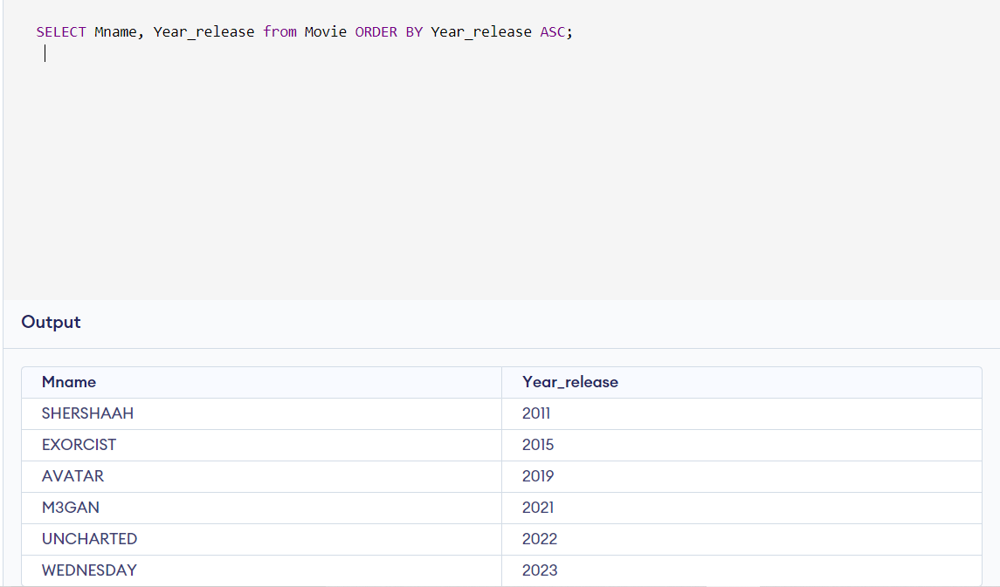 SELECT Mname, Year_release from Movie ORDER BY Year_release ASC;
Output
Mname Year_release
SHERSHAAH 2011
EXORCIST 2015
AVATAR 2019
M3GAN 2021
UNCHARTED 2022
WEDNESDAY 2023